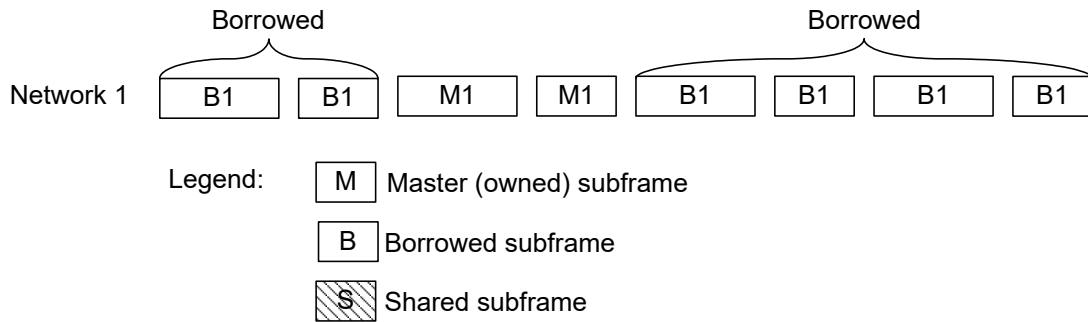 Borrowed Borrowed
Network 1 B1 B1 M1 M1 B1 B1 B1 B1
Legend: M Master (owned) subframe
B Borrowed subframe
S Shared subframe